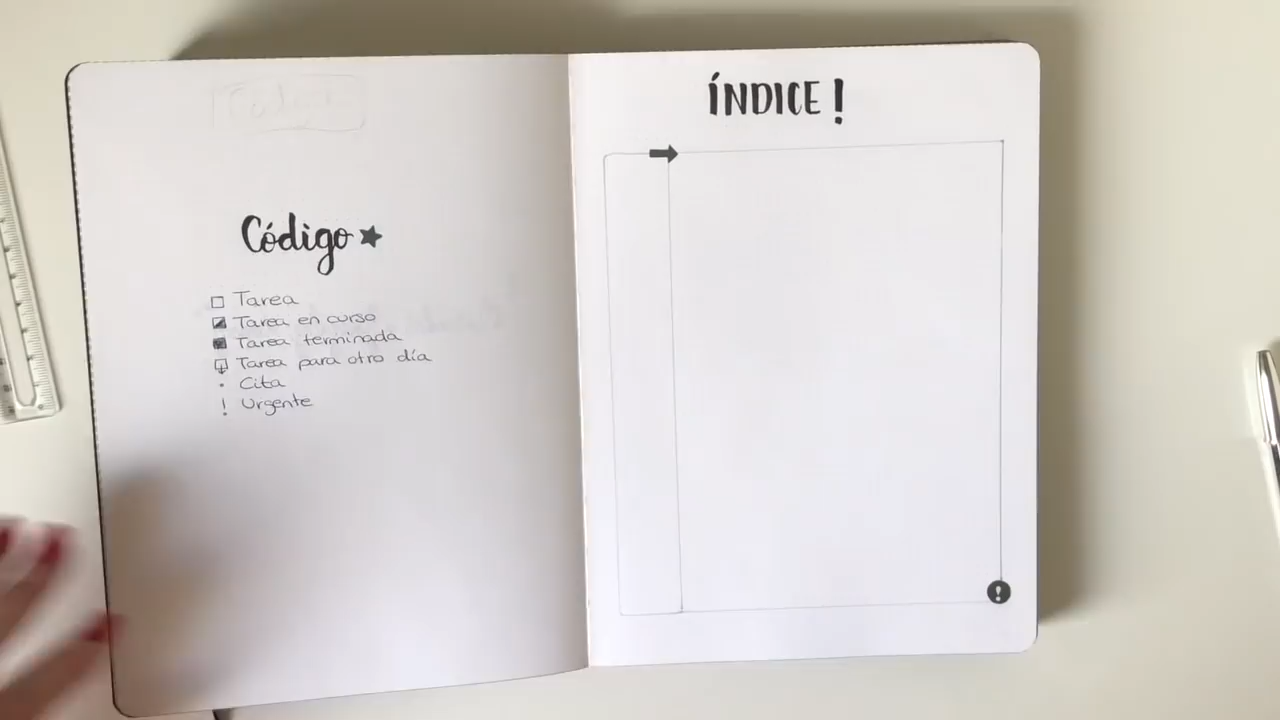 Código
Tarea
Tarea en curso
Tarea terminada
Tarea para otro día
Cita
! Urgente
ÍNDICE!
!